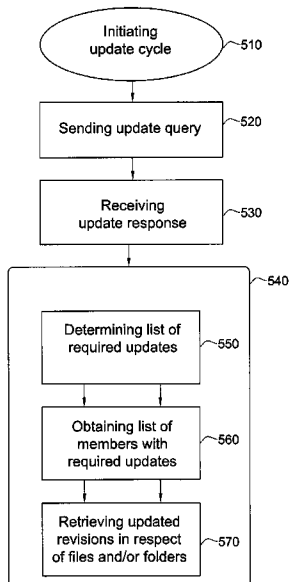 Initiating
update cycle
510
Sending update query
520
Receiving
update response
530
540
Determining list of
required updates
550
Obtaining list of
members with
required updates
560
Retrieving updated
revisions in respect
of files and/or folders
570